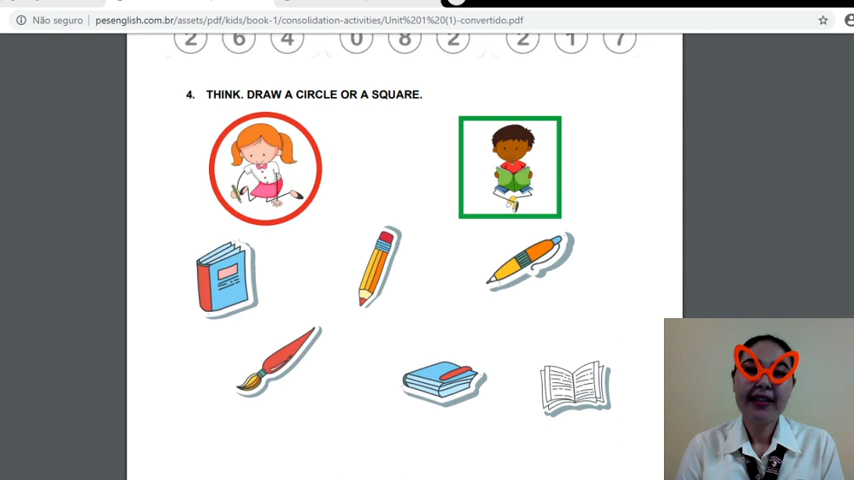 Não seguro | pesenglish.com.br/assets/pdf/kids/book-1/consolidation-activities/Unit%201%20(1)-convertido.pdf
2 6 4 0 8 2 2 1 7
4. THINK. DRAW A CIRCLE OR A SQUARE.